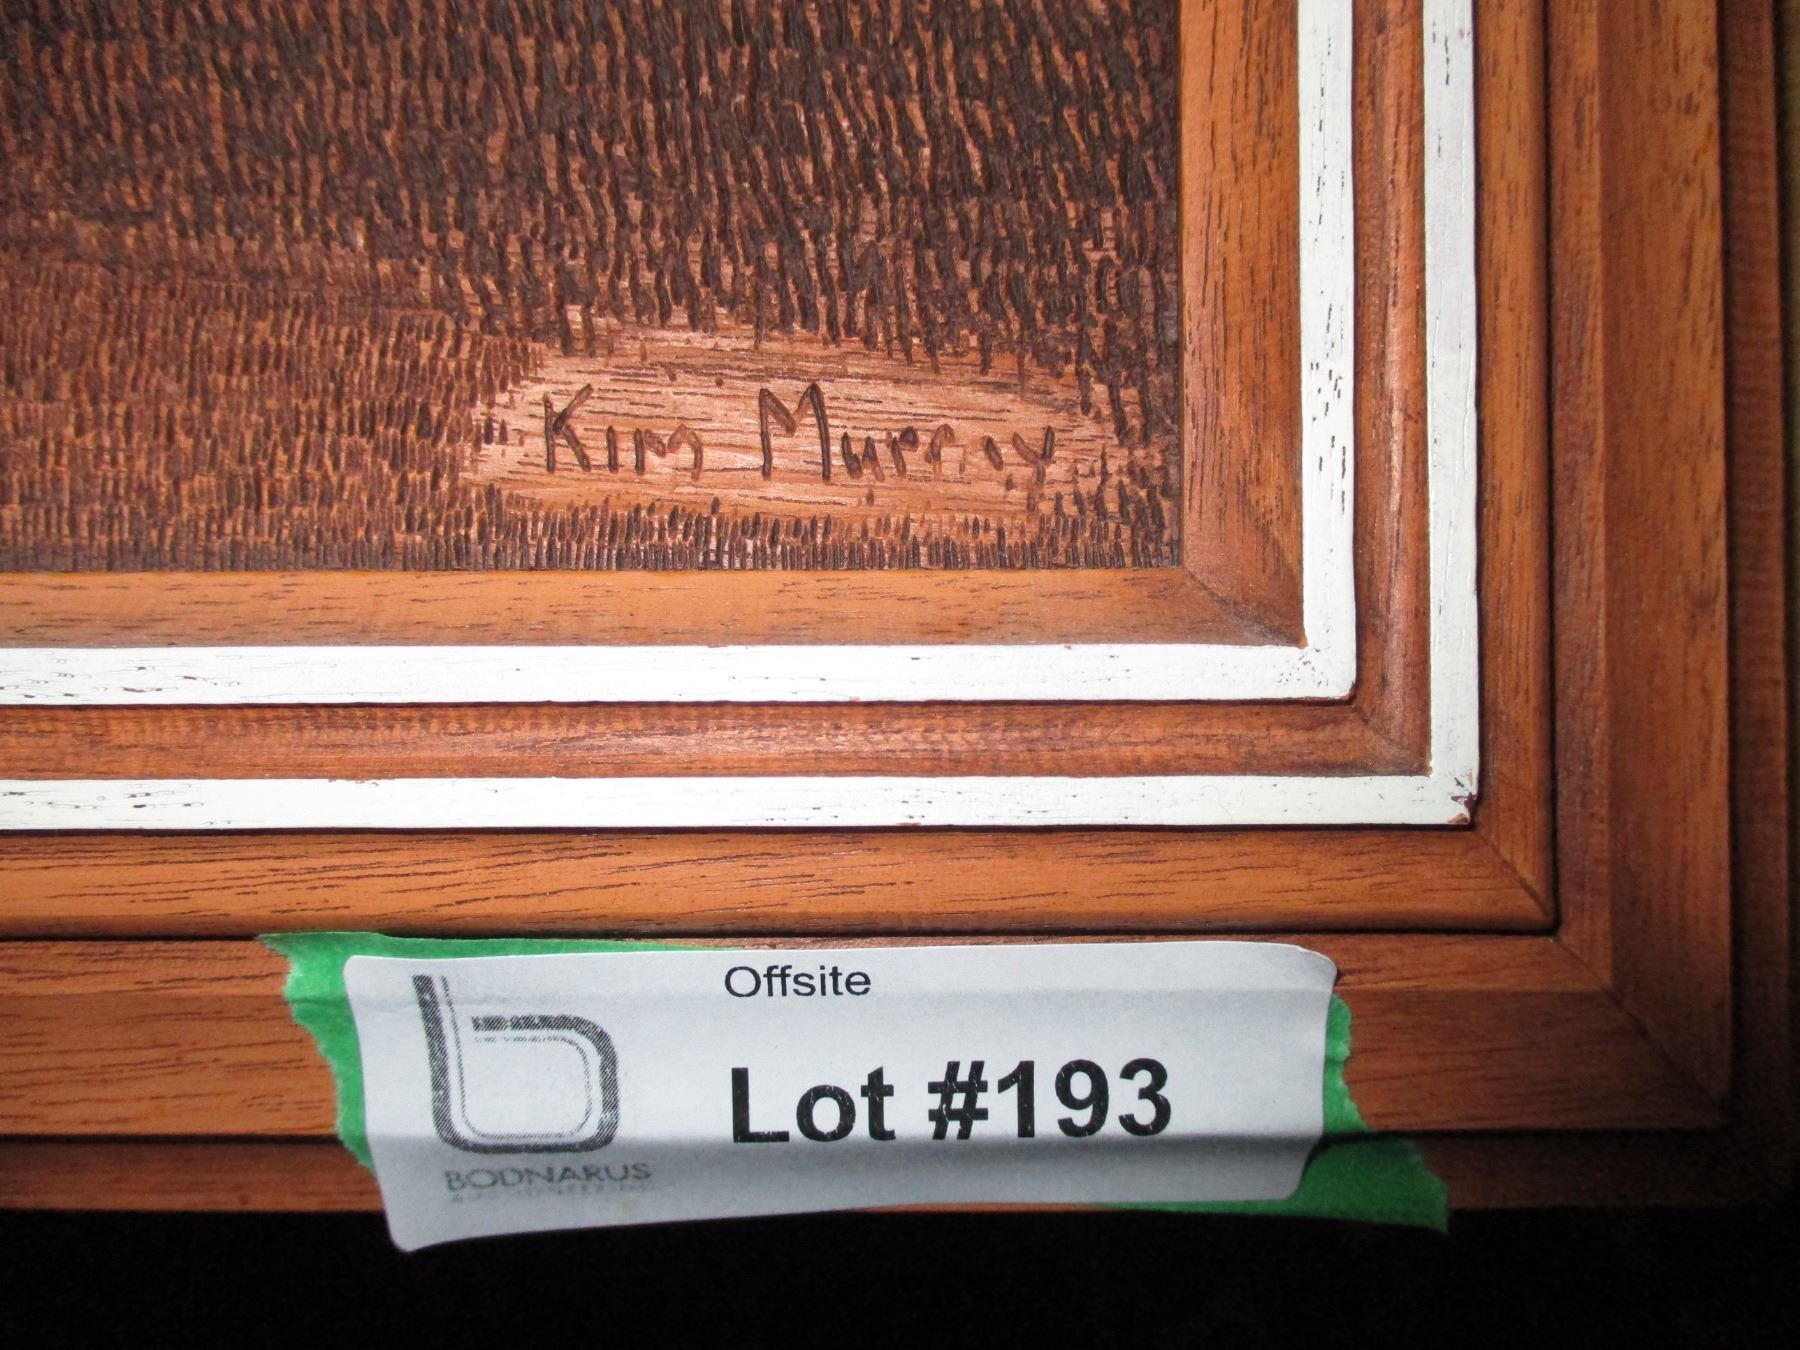 Kim Murray
Offsite
Lot #193
BODNARUS